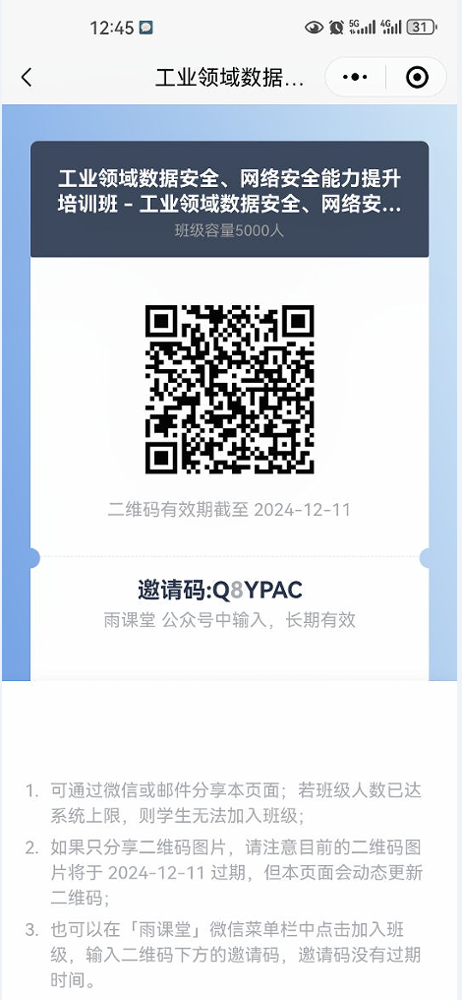 12:45
5G 4G 31
工业领域数据...
工业领域数据安全、网络安全能力提升
培训班 - 工业领域数据安全、网络安...
班级容量5000人
二维码有效期截至 2024-12-11
邀请码:Q8YPAC
雨课堂 公众号中输入，长期有效
1. 可通过微信或邮件分享本页面；若班级人数已达
系统上限，则学生无法加入班级；
2. 如果只分享二维码图片，请注意目前的二维码图
片将于 2024-12-11 过期，但本页面会动态更新
二维码；
3. 也可以在「雨课堂」微信菜单栏中点击加入班
级，输入二维码下方的邀请码，邀请码没有过期
时间。